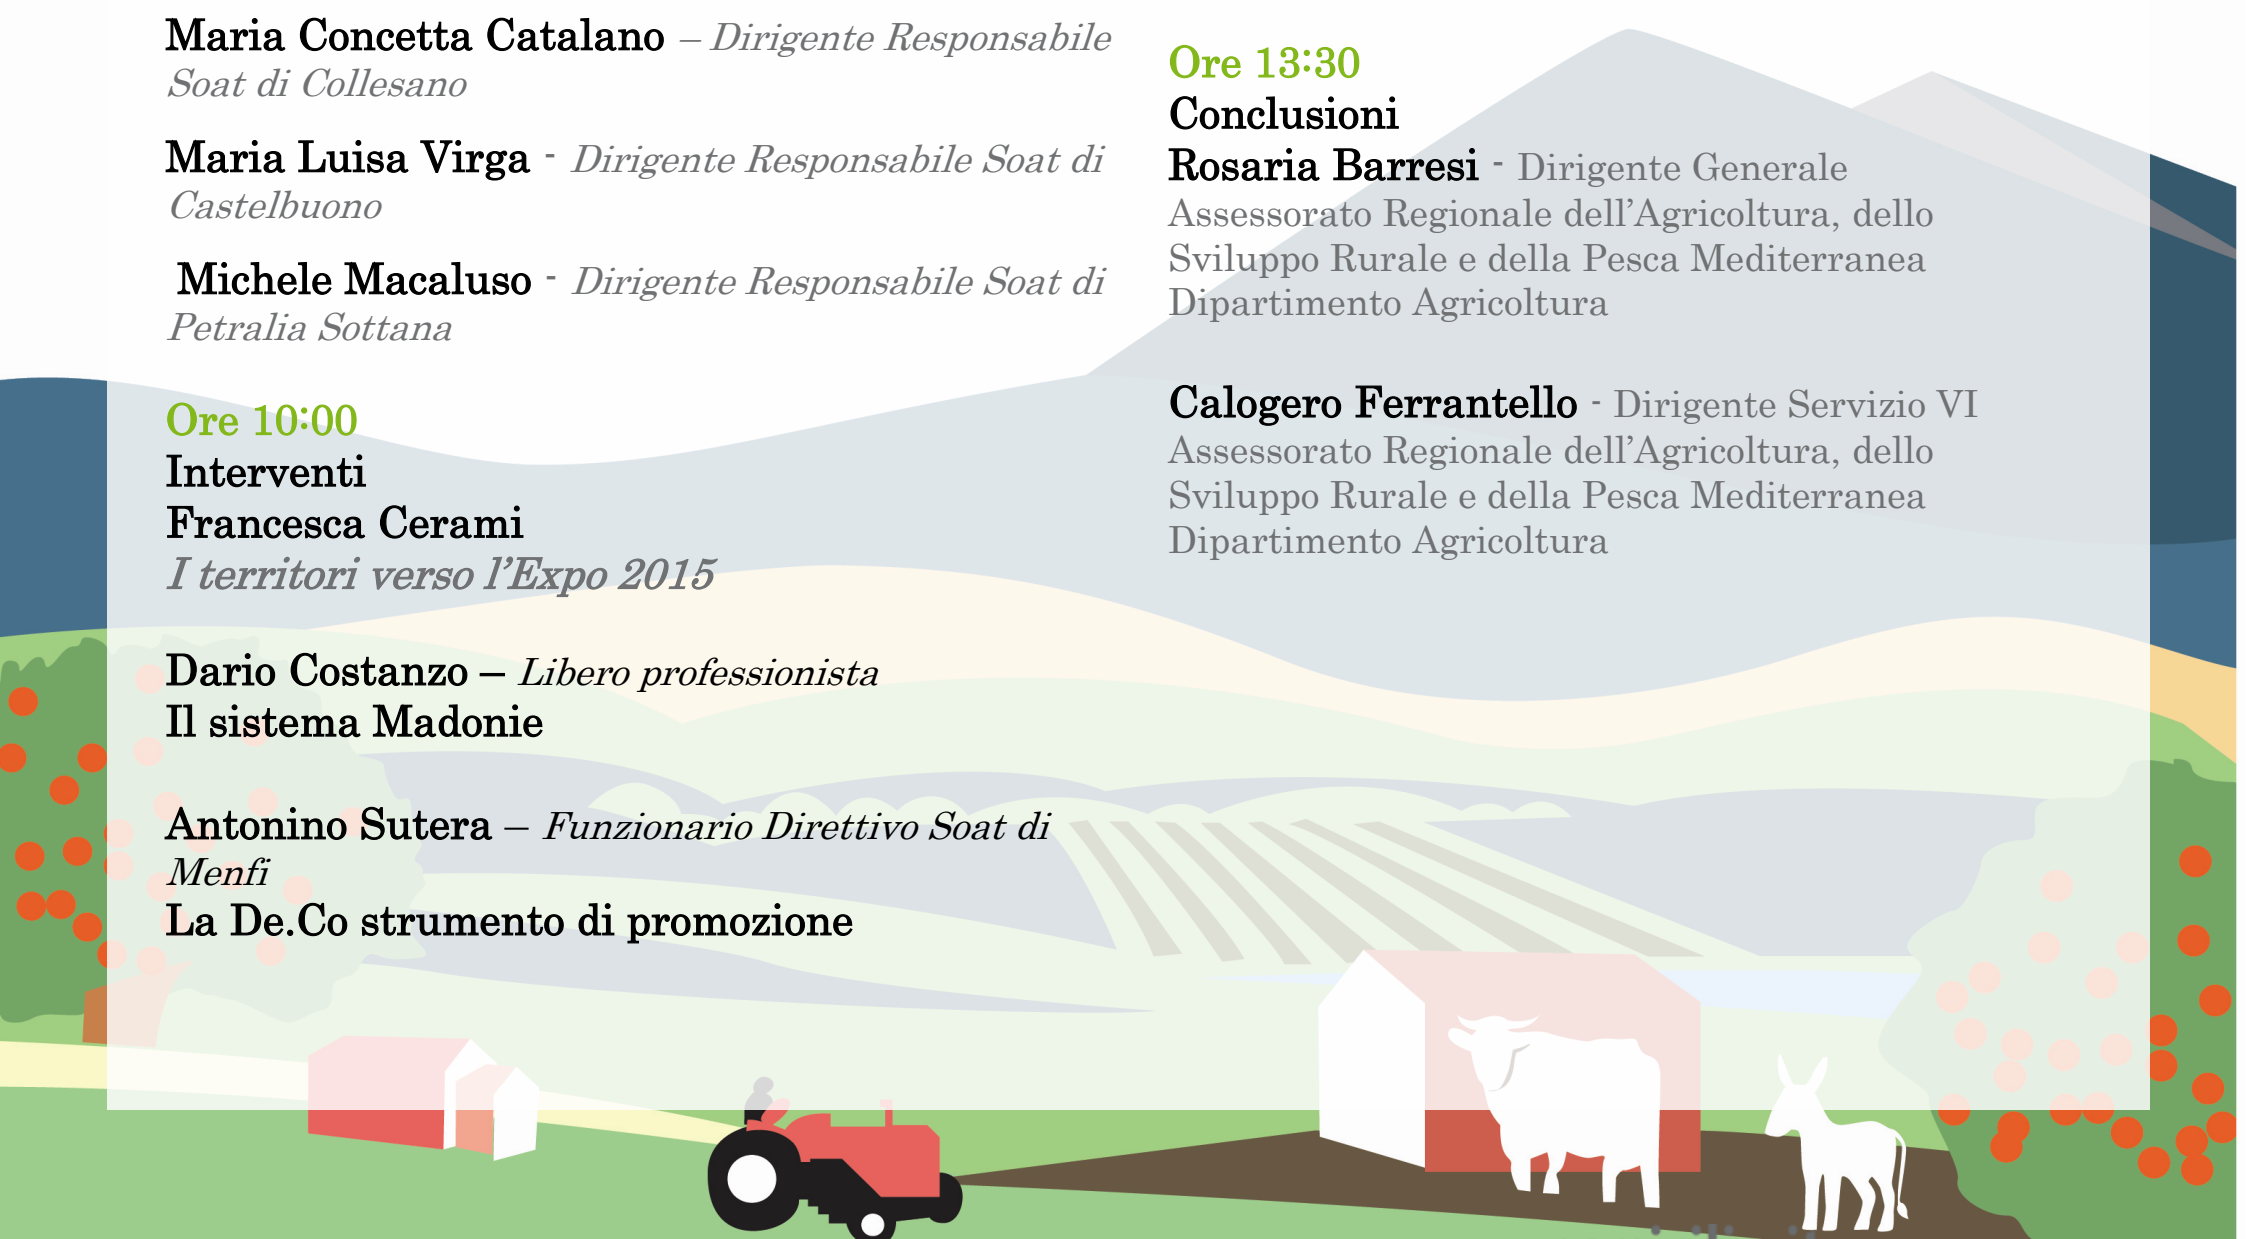 Maria Concetta Catalano – Dirigente Responsabile
Soat di Collesano
Maria Luisa Virga - Dirigente Responsabile Soat di
Castelbuono
Michele Macaluso - Dirigente Responsabile Soat di
Petralia Sottana
Ore 10:00
Interventi
Francesca Cerami
I territori verso l’Expo 2015
Dario Costanzo – Libero professionista
Il sistema Madonie
Antonino Sutera – Funzionario Direttivo Soat di
Menfi
La De.Co strumento di promozione
Ore 13:30
Conclusioni
Rosaria Barresi - Dirigente Generale
Assessorato Regionale dell’Agricoltura, dello
Sviluppo Rurale e della Pesca Mediterranea
Dipartimento Agricoltura
Calogero Ferrantello - Dirigente Servizio VI
Assessorato Regionale dell’Agricoltura, dello
Sviluppo Rurale e della Pesca Mediterranea
Dipartimento Agricoltura